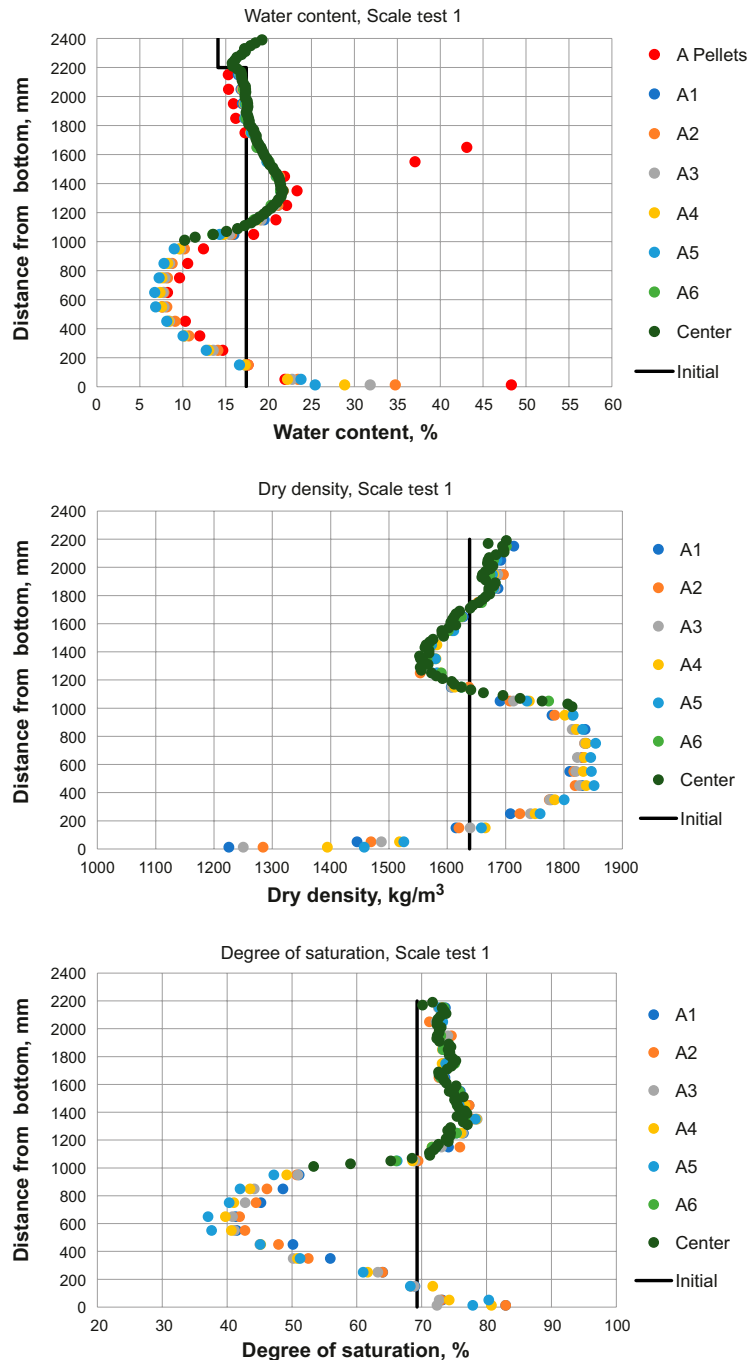 Water content, Scale test 1
Distance from bottom, mm
2400
2200
2000
1800
1600
1400
1200
1000
800
600
400
200
0
0 5 10 15 20 25 30 35 40 45 50 55 60
Water content, %
A Pellets
A1
A2
A3
A4
A5
A6
Center
Initial
Dry density, Scale test 1
Distance from bottom, mm
2400
2200
2000
1800
1600
1400
1200
1000
800
600
400
200
0
1000 1100 1200 1300 1400 1500 1600 1700 1800 1900
Dry density, kg/m³
A1
A2
A3
A4
A5
A6
Center
Initial
Degree of saturation, Scale test 1
Distance from bottom, mm
2400
2200
2000
1800
1600
1400
1200
1000
800
600
400
200
0
20 30 40 50 60 70 80 90 100
Degree of saturation, %
A1
A2
A3
A4
A5
A6
Center
Initial